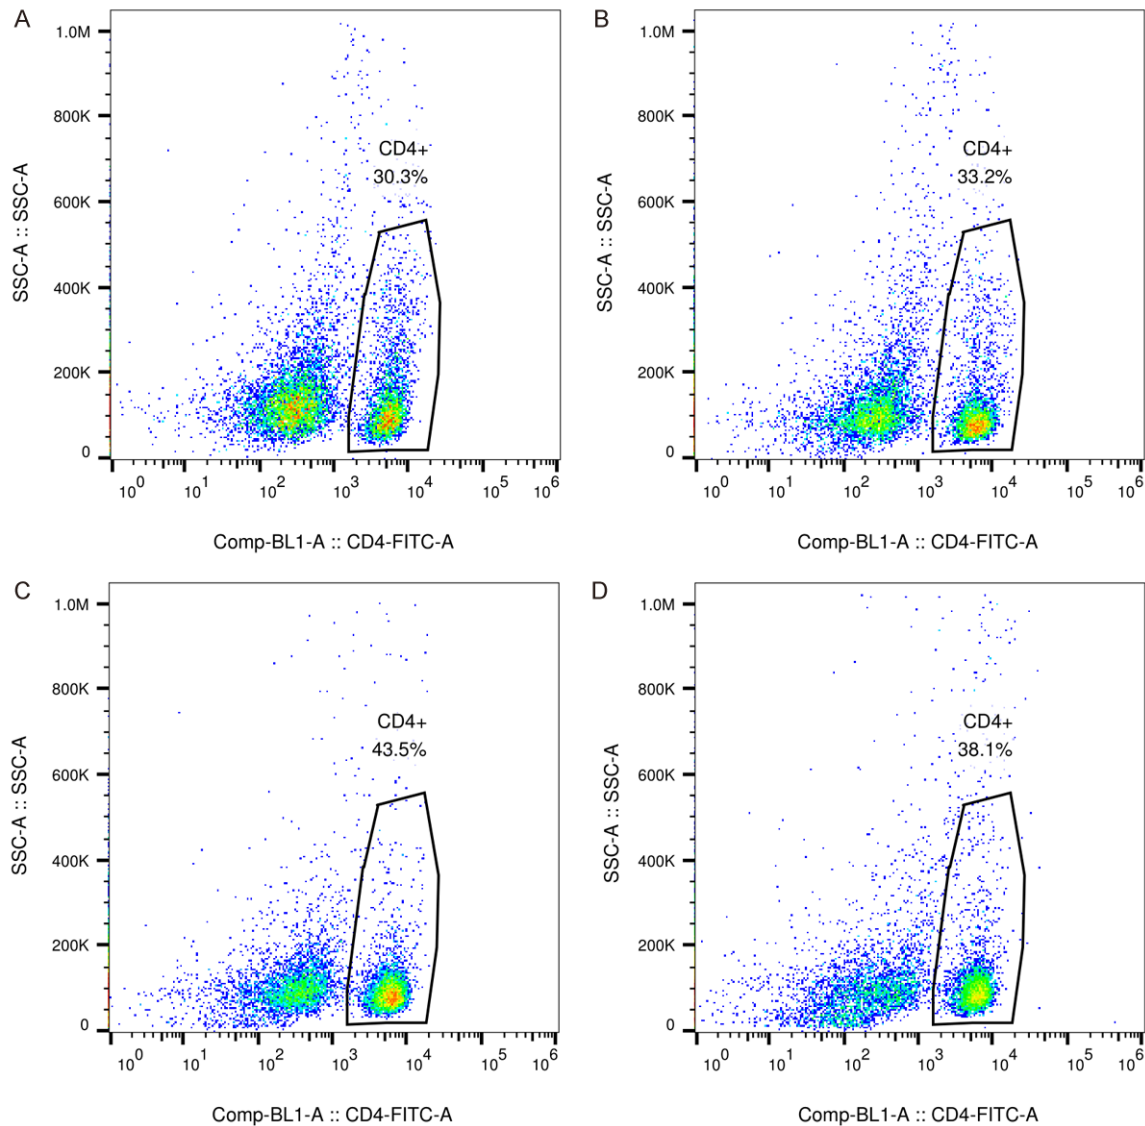 A
1.0M
800K
600K
400K
200K
0
SSC-A :: SSC-A
CD4+
30.3%
10^0 10^1 10^2 10^3 10^4 10^5 10^6
Comp-BL1-A :: CD4-FITC-A
B
1.0M
800K
600K
400K
200K
0
SSC-A :: SSC-A
CD4+
33.2%
10^0 10^1 10^2 10^3 10^4 10^5 10^6
Comp-BL1-A :: CD4-FITC-A
C
1.0M
800K
600K
400K
200K
0
SSC-A :: SSC-A
CD4+
43.5%
10^0 10^1 10^2 10^3 10^4 10^5 10^6
Comp-BL1-A :: CD4-FITC-A
D
1.0M
800K
600K
400K
200K
0
SSC-A :: SSC-A
CD4+
38.1%
10^0 10^1 10^2 10^3 10^4 10^5 10^6
Comp-BL1-A :: CD4-FITC-A